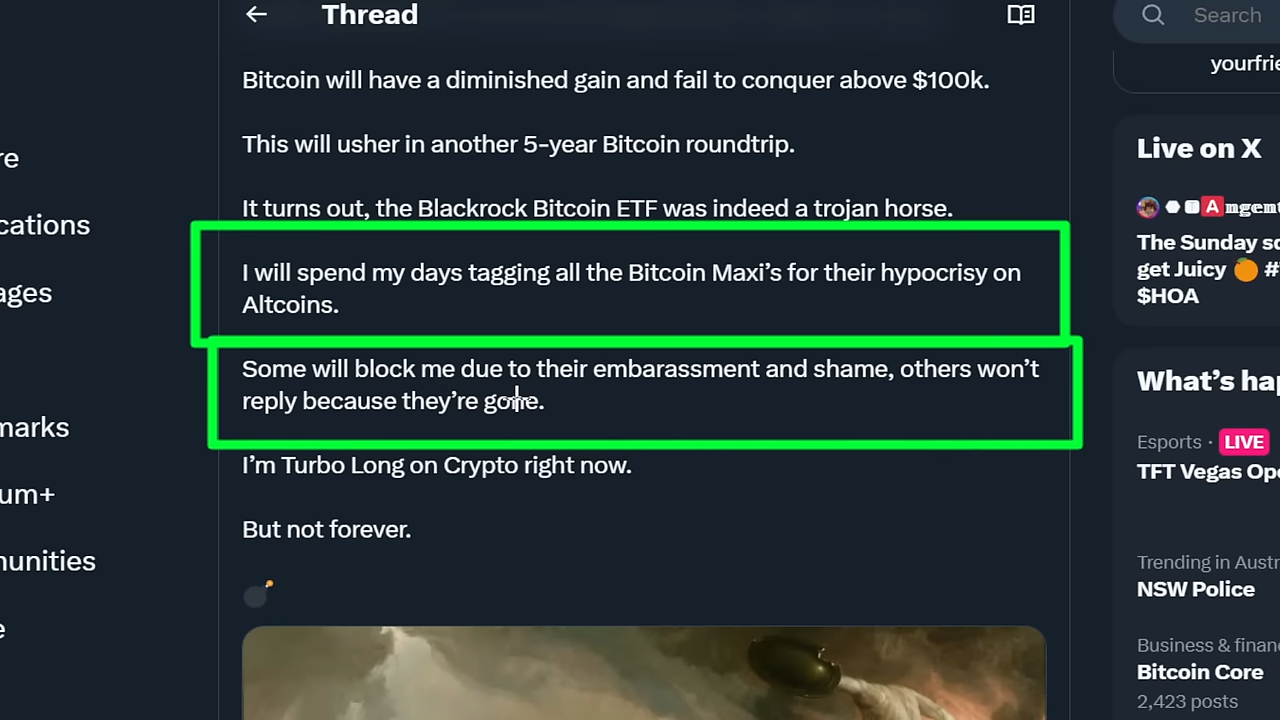 Thread
Search
Bitcoin will have a diminished gain and fail to conquer above $100k.
This will usher in another 5-year Bitcoin roundtrip.
It turns out, the Blackrock Bitcoin ETF was indeed a trojan horse.
I will spend my days tagging all the Bitcoin Maxi’s for their hypocrisy on
Altcoins.
Some will block me due to their embarassment and shame, others won’t
reply because they’re gone.
I’m Turbo Long on Crypto right now.
But not forever.
re
cations
ages
marks
um+
nunities
e
yourfrie
Live on X
The Sunday
get Juicy 🍊 #
$HOA
What’s hap
Esports · LIVE
TFT Vegas Ope
Trending in Austr
NSW Police
Business & financ
Bitcoin Core
2,423 posts